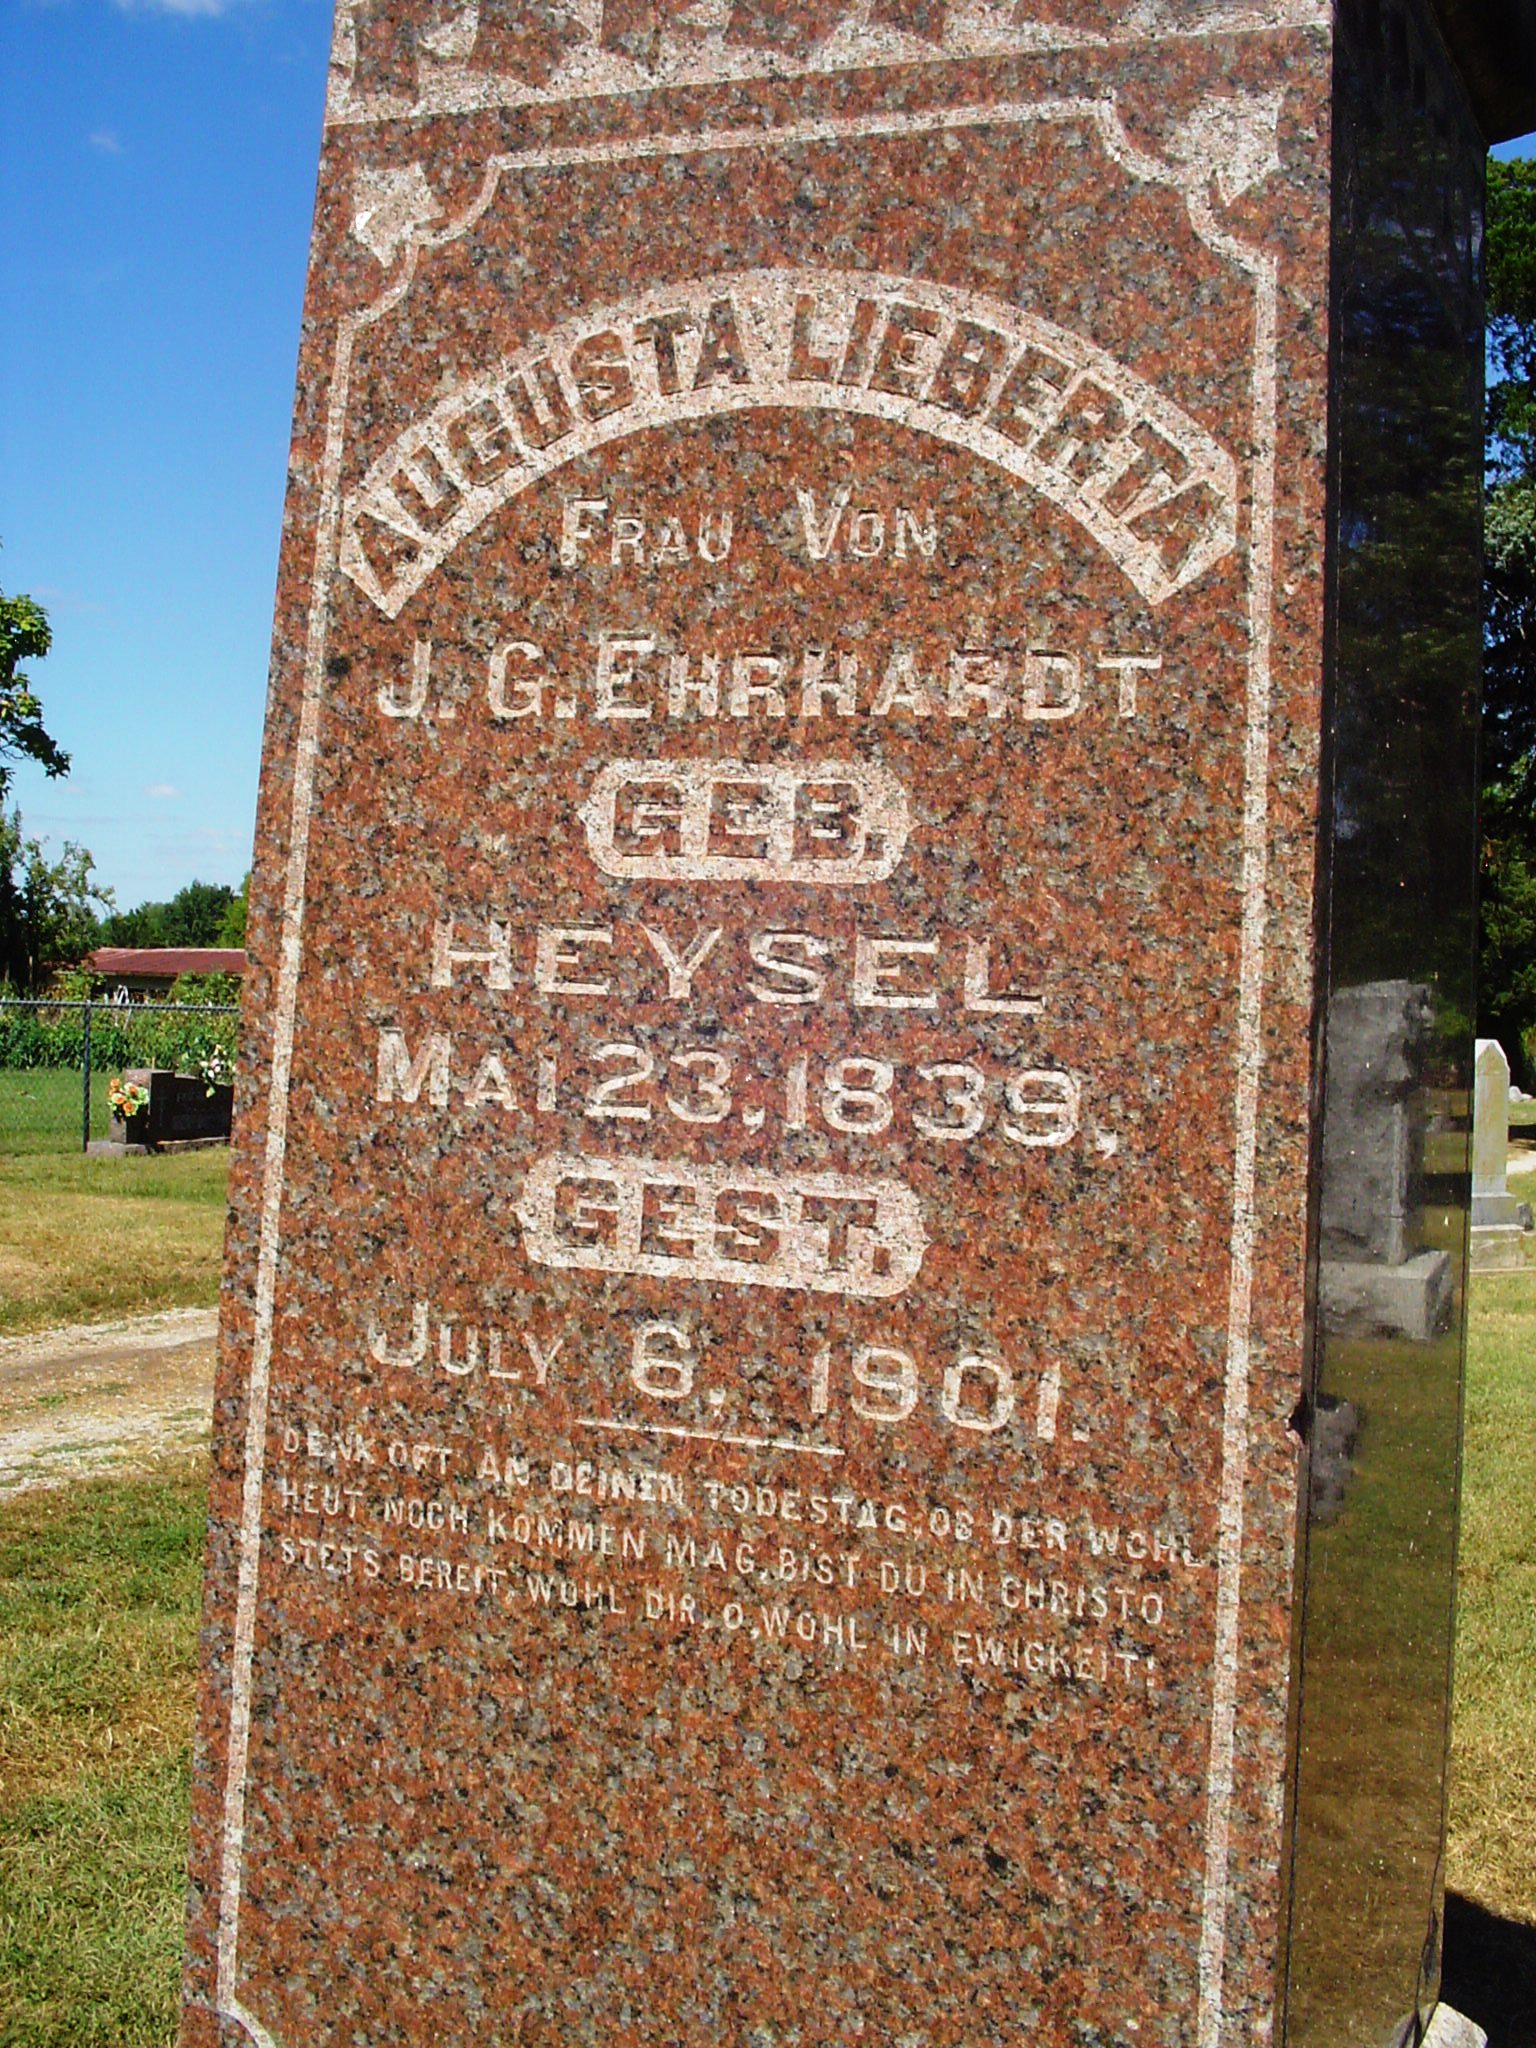 AUGUSTA LIEBERTA
FRAU VON
J. G. EHRHARDT
GEB.
HEYSEL
MAI 23, 1839,
GEST.
JULY 6, 1901.
DENK OFT AN DEINEN TODESTAG, OB DER WOHL
HEUT NOCH KOMMEN MAG, BIST DU IN CHRISTO
STETS BEREIT, WOHL DIR, O, WOHL IN EWIGKEIT!